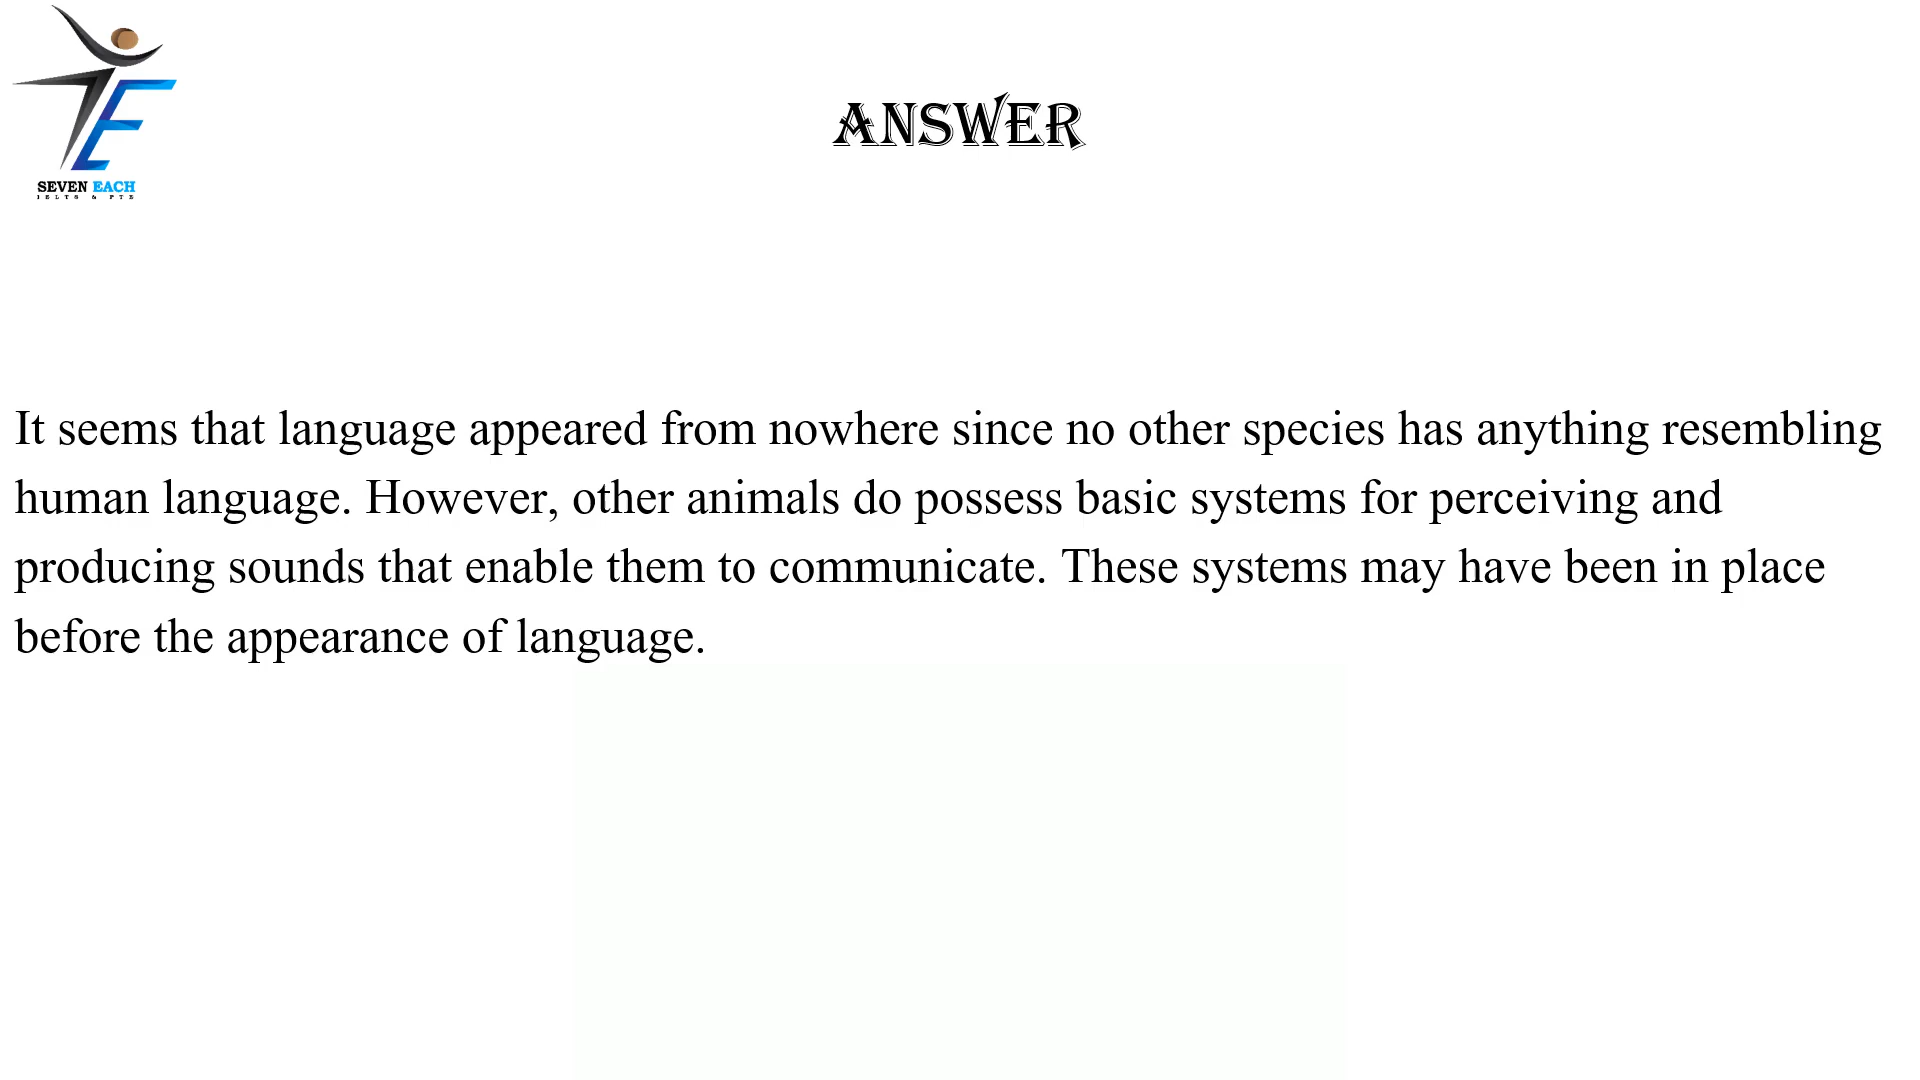 SEVEN EACH
IELTS & PTE
ANSWER
It seems that language appeared from nowhere since no other species has anything resembling
human language. However, other animals do possess basic systems for perceiving and
producing sounds that enable them to communicate. These systems may have been in place
before the appearance of language.